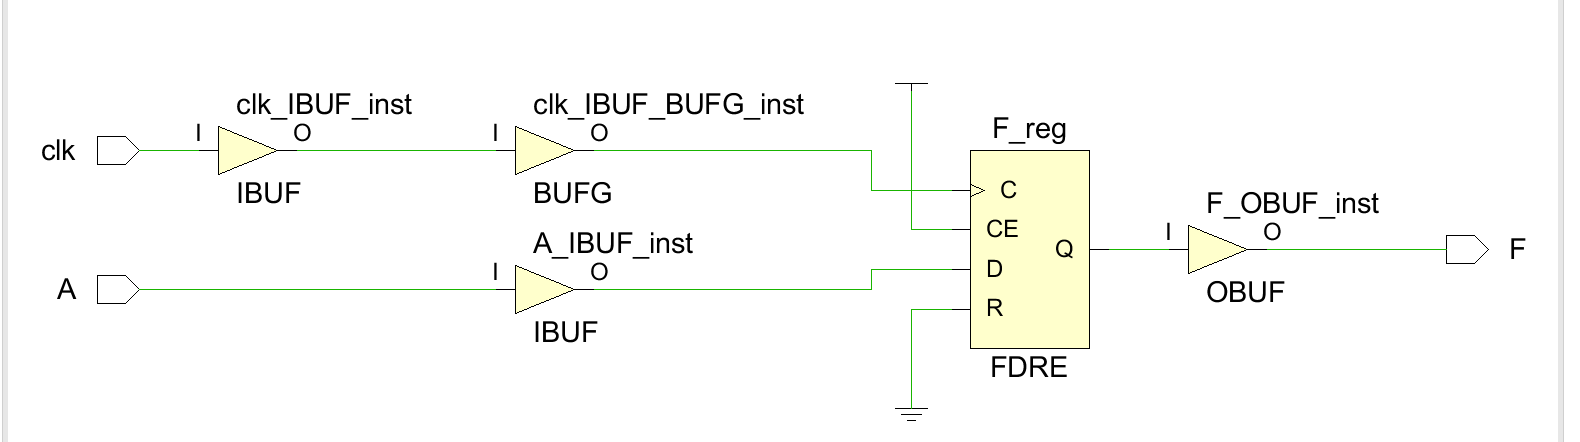 clk_IBUF_inst
clk_IBUF_BUFG_inst
I
O
I
O
F_reg
clk
C
IBUF
BUFG
F_OBUF_inst
CE
I
O
A_IBUF_inst
Q
F
I
O
D
A
OBUF
R
IBUF
FDRE